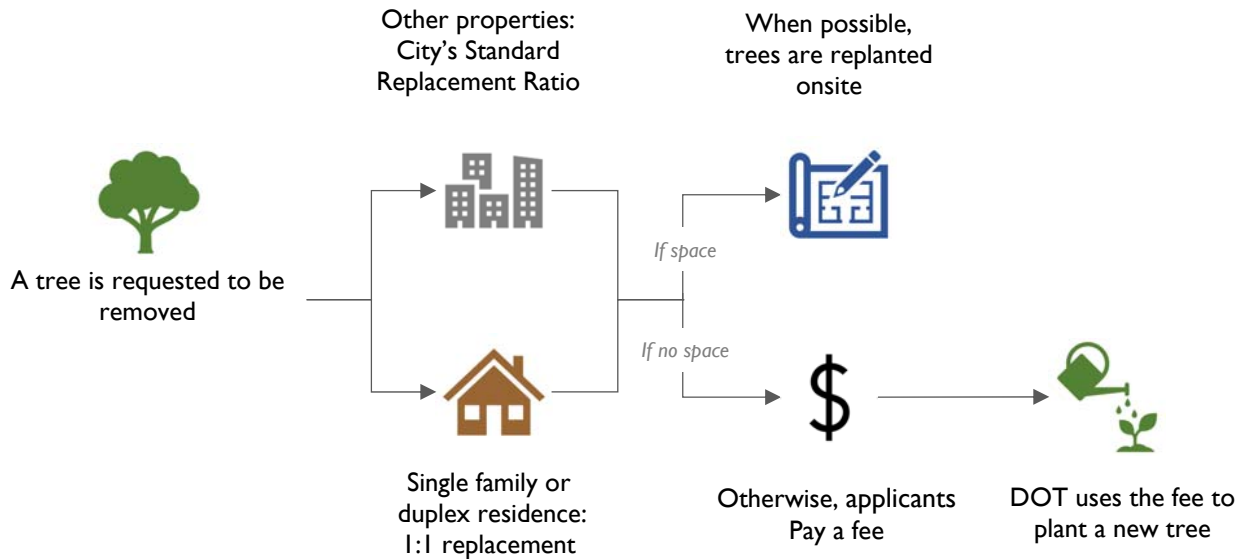 Other properties:
City's Standard
Replacement Ratio
When possible,
trees are replanted
onsite
A tree is requested to be
removed
If space
If no space
Single family or
duplex residence:
1:1 replacement
$
Otherwise, applicants
Pay a fee
DOT uses the fee to
plant a new tree